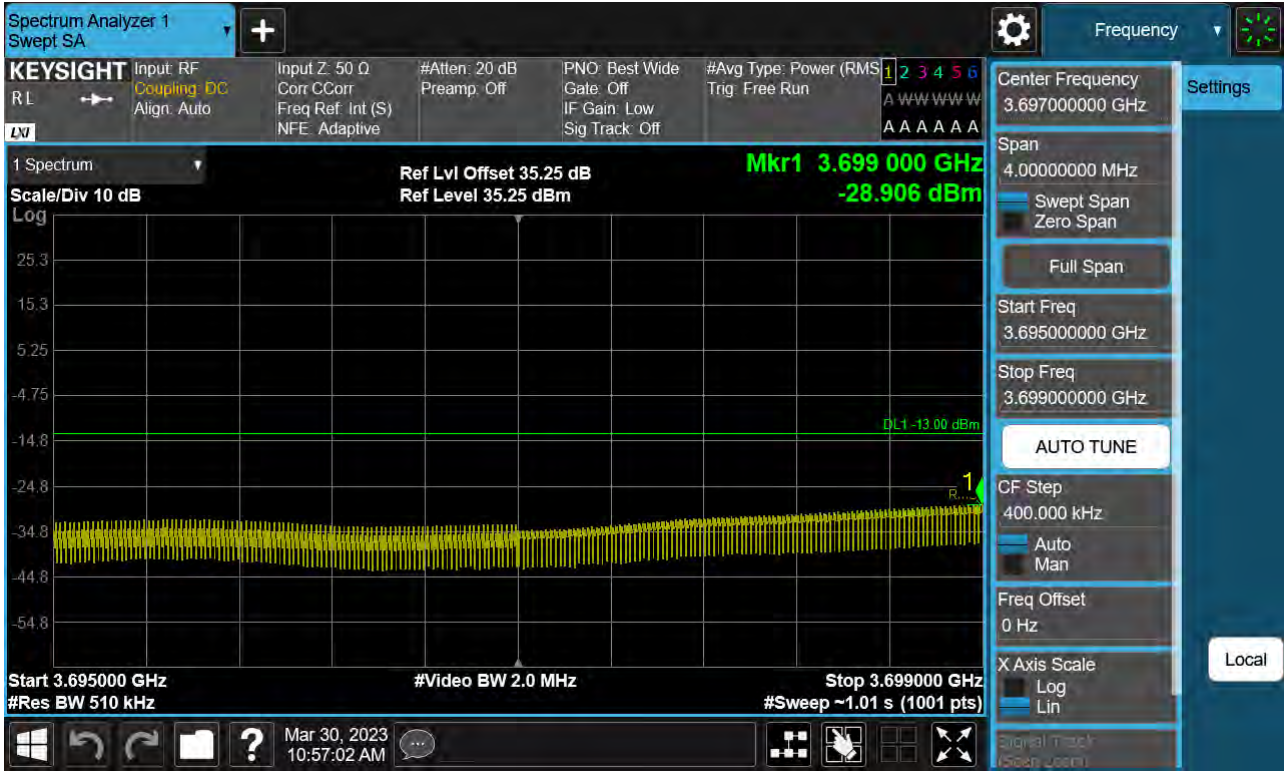 Spectrum Analyzer 1
Swept SA
+
Frequency
KEYSIGHT
RL
LXI
Input: RF
Coupling: DC
Align: Auto
Input Z: 50 Ω
Corr CCorr
Freq Ref: Int (S)
NFE: Adaptive
#Atten: 20 dB
Preamp: Off
PNO: Best Wide
Gate: Off
IF Gain: Low
Sig Track: Off
#Avg Type: Power (RMS
Trig: Free Run
1 2 3 4 5 6
A W W W W W
A A A A A A
1 Spectrum
Scale/Div 10 dB
Log
Ref Lvl Offset 35.25 dB
Ref Level 35.25 dBm
Mkr1 3.699 000 GHz
-28.906 dBm
25.3
15.3
5.25
-4.75
-14.8
-24.8
-34.8
-44.8
-54.8
DL1 -13.00 dBm
1
Start 3.695000 GHz
#Res BW 510 kHz
#Video BW 2.0 MHz
Stop 3.699000 GHz
#Sweep ~1.01 s (1001 pts)
Center Frequency
3.697000000 GHz
Span
4.00000000 MHz
Swept Span
Zero Span
Full Span
Start Freq
3.695000000 GHz
Stop Freq
3.699000000 GHz
AUTO TUNE
CF Step
400.000 kHz
Auto
Man
Freq Offset
0 Hz
X Axis Scale
Log
Lin
Signal Track
(Span Zoom)
Settings
Local
?
Mar 30, 2023
10:57:02 AM